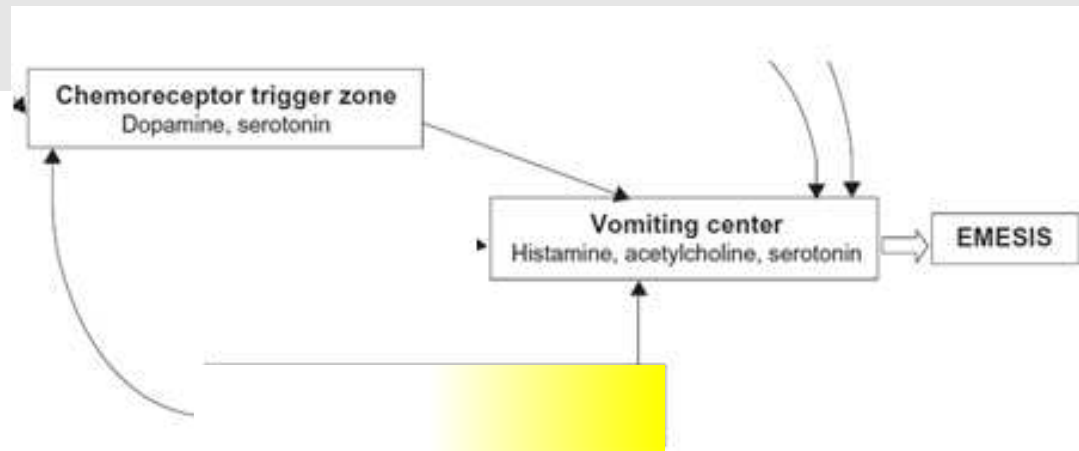 Chemoreceptor trigger zone
Dopamine, serotonin
Vomiting center
Histamine, acetylcholine, serotonin
EMESIS